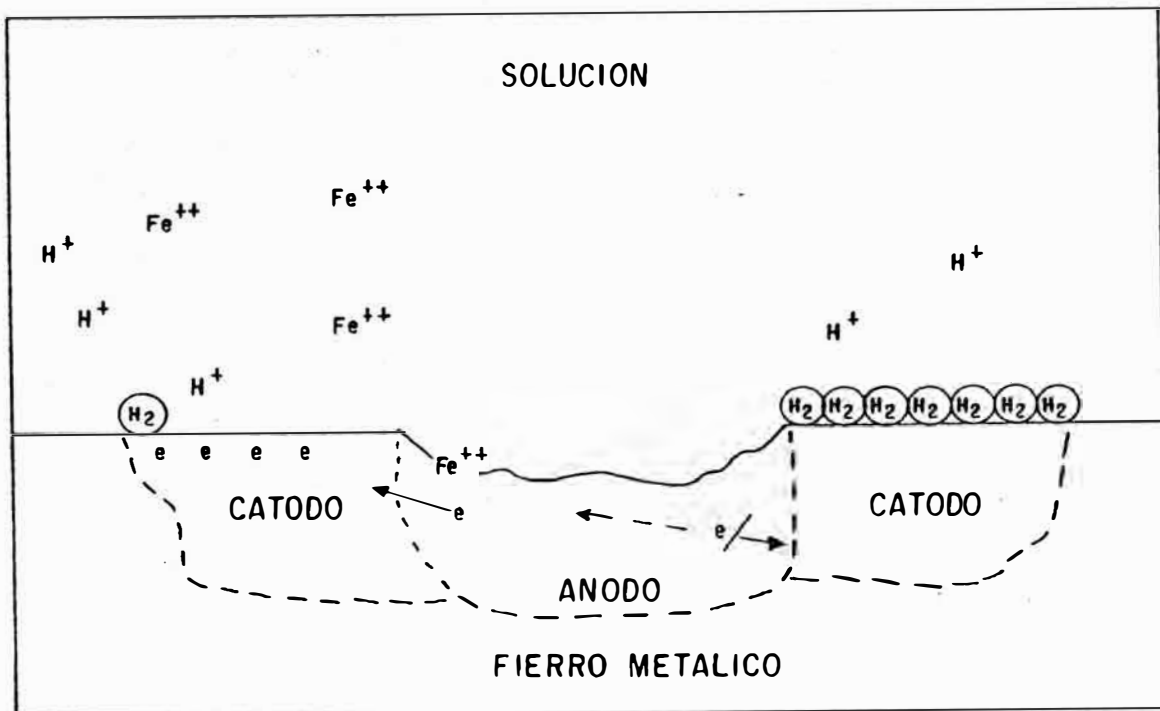 SOLUCION
Fe++
Fe++
H+
H+
H+
Fe++
H+
H+
H2
H2 H2 H2 H2 H2 H2 H2
e e e e
Fe++
CATODO
e
e
CATODO
ANODO
FIERRO METALICO